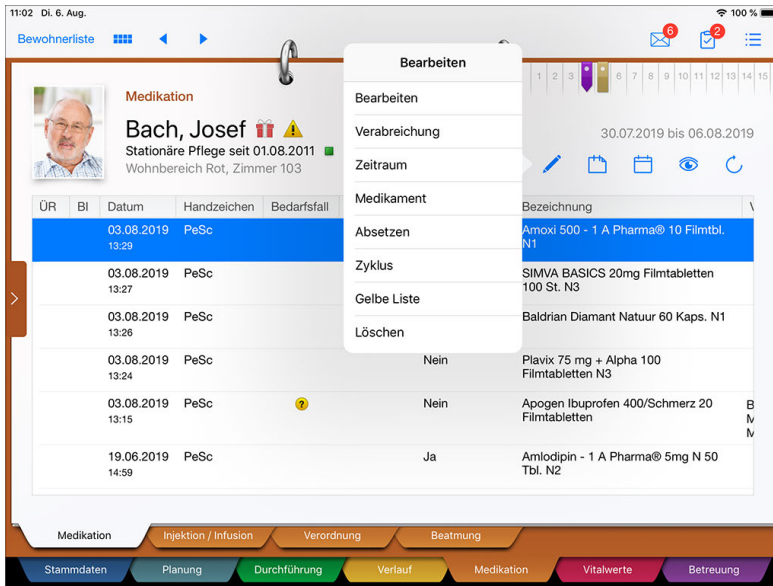 11:02 Di. 6. Aug. 100 %
Bewohnerliste 6 2
Bearbeiten
Bearbeiten
Verabreichung
Zeitraum
Medikament
Absetzen
Zyklus
Gelbe Liste
Löschen
1 2 3 6 7 8 9 10 11 12 13 14 15
Medikation
Bach, Josef
Stationäre Pflege seit 01.08.2011
Wohnbereich Rot, Zimmer 103
30.07.2019 bis 06.08.2019
ÜR BI Datum Handzeichen Bedarfsfall Bezeichnung
03.08.2019 PeSc Amoxi 500 - 1 A Pharma® 10 Filmtbl.
13:29 N1
03.08.2019 PeSc SIMVA BASICS 20mg Filmtabletten
13:27 100 St. N3
03.08.2019 PeSc Baldrian Diamant Natuur 60 Kaps. N1
13:26
03.08.2019 PeSc Nein Plavix 75 mg + Alpha 100
13:24 Filmtabletten N3
03.08.2019 PeSc ? Nein Apogen Ibuprofen 400/Schmerz 20 B
13:15 Filmtabletten M
M
19.06.2019 PeSc Ja Amlodipin - 1 A Pharma® 5mg N 50
14:59 Tbl. N2
Medikation Injektion / Infusion Verordnung Beatmung
Stammdaten Planung Durchführung Verlauf Medikation Vitalwerte Betreuung